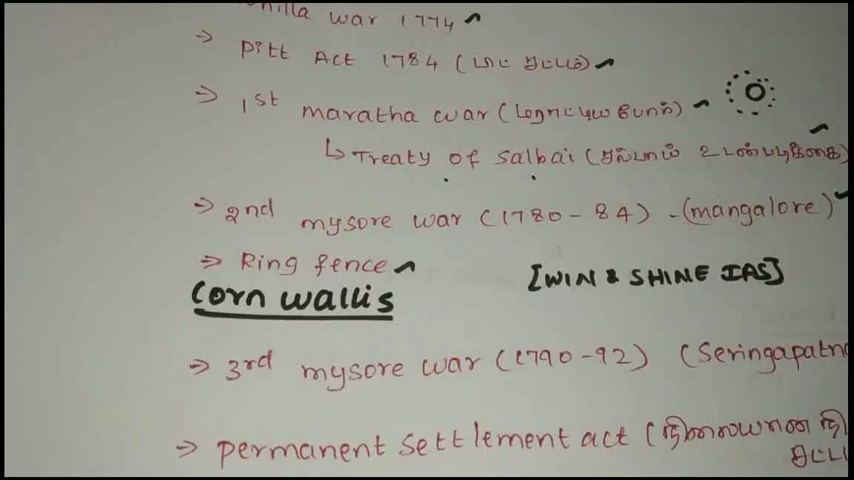 war 1774
⇒ Pitt Act 1784 (பிட் சட்டம்)
⇒ 1st maratha war (மராட்டிய போர்)
↳ Treaty of Salbai (சல்பாய் உடன்படிக்கை)
⇒ 2nd mysore war (1780-84) - (mangalore)
⇒ Ring fence
[WIN & SHINE IAS]
Corn wallis
⇒ 3rd mysore war (1790-92) (Seringapatn
⇒ permanent settlement act (நிலையான நி
சட்ட